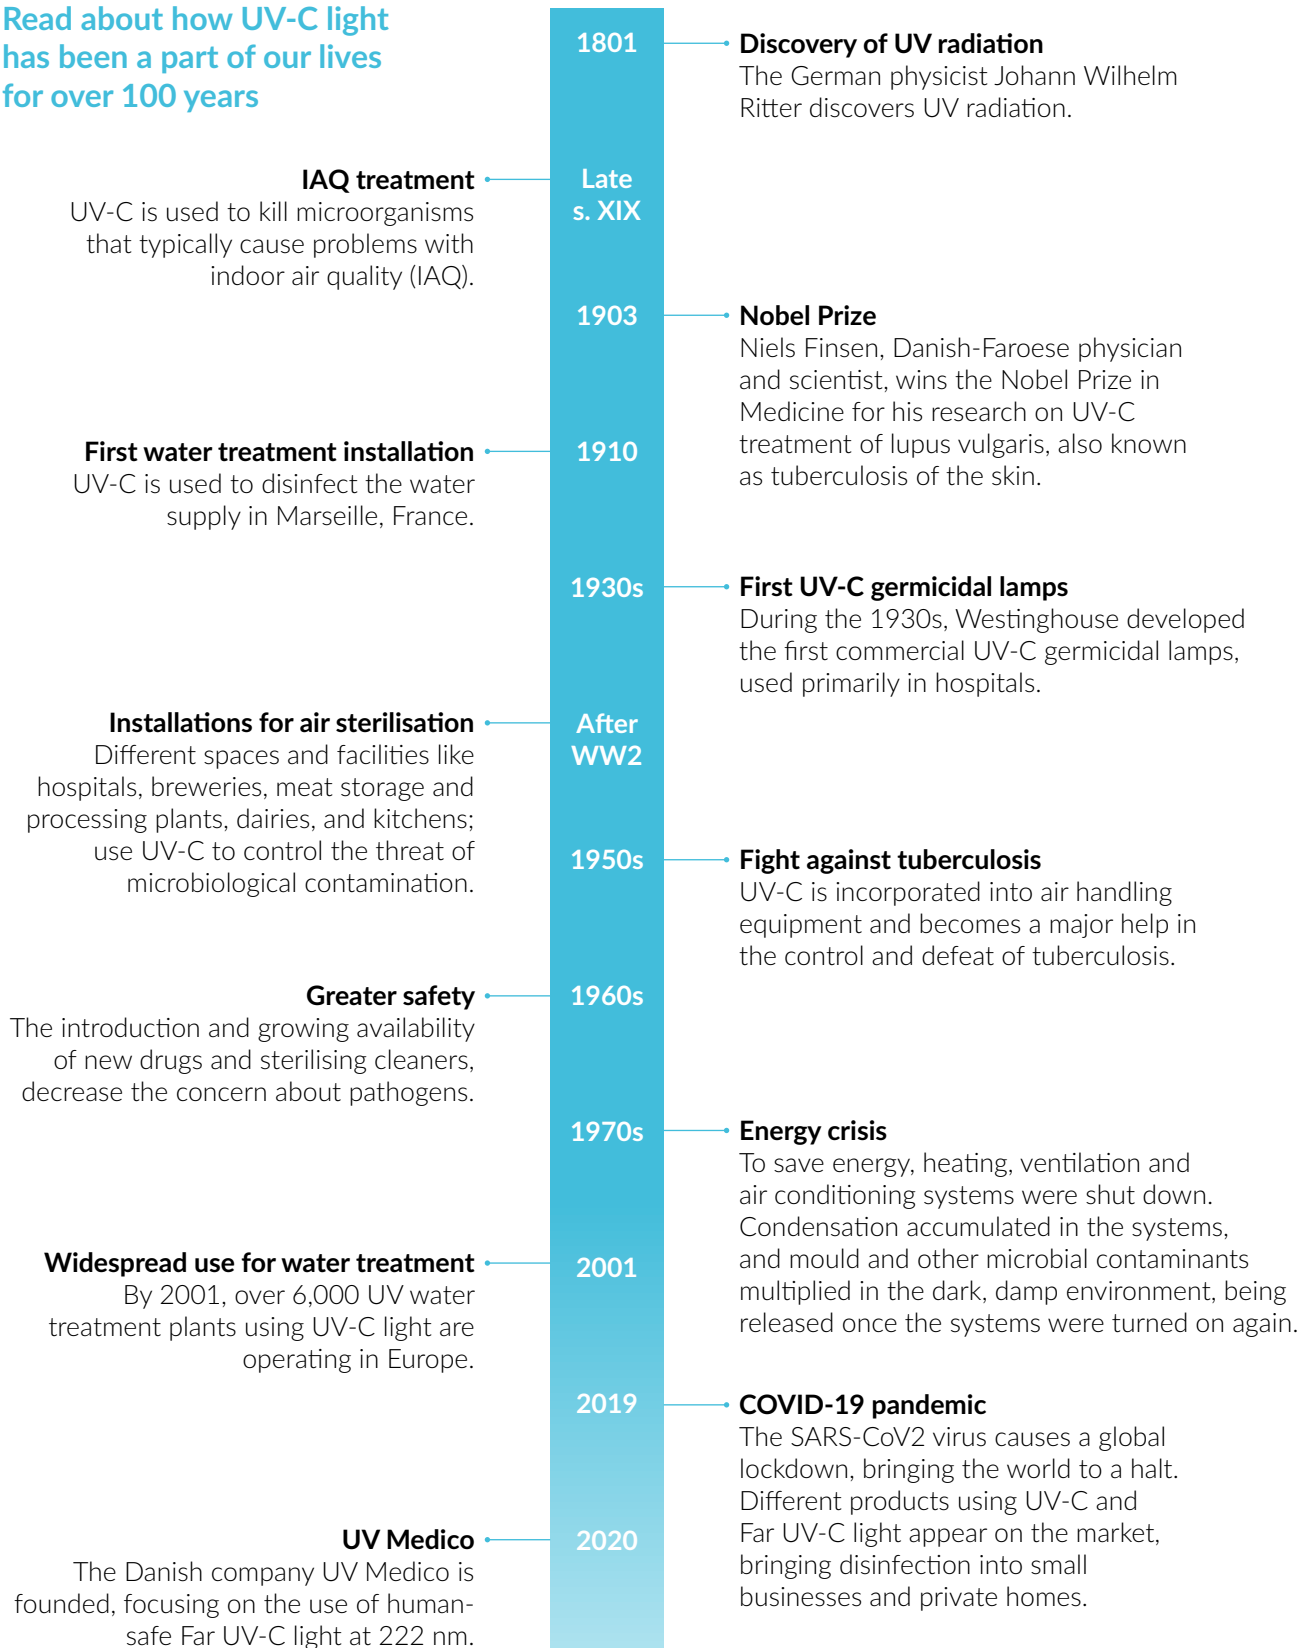 Read about how UV-C light
has been a part of our lives
for over 100 years
1801
Discovery of UV radiation
The German physicist Johann Wilhelm
Ritter discovers UV radiation.
Late
s. XIX
IAQ treatment
UV-C is used to kill microorganisms
that typically cause problems with
indoor air quality (IAQ).
1903
Nobel Prize
Niels Finsen, Danish-Faroese physician
and scientist, wins the Nobel Prize in
Medicine for his research on UV-C
treatment of lupus vulgaris, also known
as tuberculosis of the skin.
1910
First water treatment installation
UV-C is used to disinfect the water
supply in Marseille, France.
1930s
First UV-C germicidal lamps
During the 1930s, Westinghouse developed
the first commercial UV-C germicidal lamps,
used primarily in hospitals.
After
WW2
Installations for air sterilisation
Different spaces and facilities like
hospitals, breweries, meat storage and
processing plants, dairies, and kitchens;
use UV-C to control the threat of
microbiological contamination.
1950s
Fight against tuberculosis
UV-C is incorporated into air handling
equipment and becomes a major help in
the control and defeat of tuberculosis.
1960s
Greater safety
The introduction and growing availability
of new drugs and sterilising cleaners,
decrease the concern about pathogens.
1970s
Energy crisis
To save energy, heating, ventilation and
air conditioning systems were shut down.
Condensation accumulated in the systems,
and mould and other microbial contaminants
multiplied in the dark, damp environment, being
released once the systems were turned on again.
2001
Widespread use for water treatment
By 2001, over 6,000 UV water
treatment plants using UV-C light are
operating in Europe.
2019
COVID-19 pandemic
The SARS-CoV2 virus causes a global
lockdown, bringing the world to a halt.
Different products using UV-C and
Far UV-C light appear on the market,
bringing disinfection into small
businesses and private homes.
2020
UV Medico
The Danish company UV Medico is
founded, focusing on the use of human-
safe Far UV-C light at 222 nm.